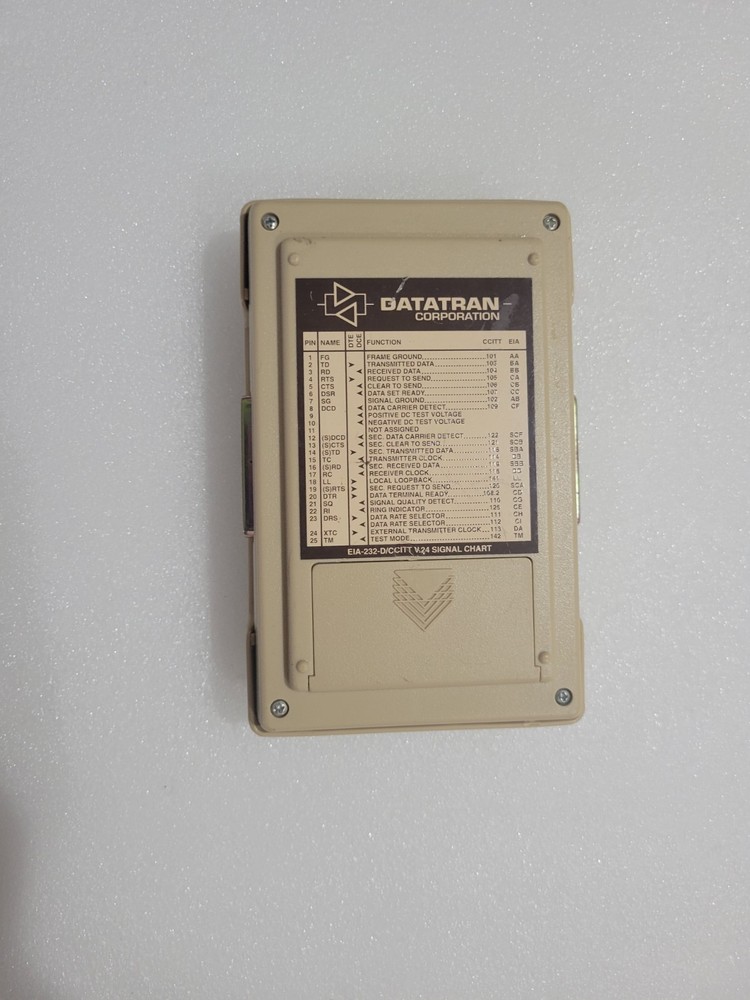 DATATRAN
CORPORATION
PIN NAME DTE DCE FUNCTION CCITT EIA
1 FG FRAME GROUND 101 AA
2 TD TRANSMITTED DATA 103 BA
3 RD RECEIVED DATA 104 BB
4 RTS REQUEST TO SEND 105 CA
5 CTS CLEAR TO SEND 106 CB
6 DSR DATA SET READY 107 CC
7 SG SIGNAL GROUND 102 AB
8 DCD DATA CARRIER DETECT 109 CF
9 POSITIVE DC TEST VOLTAGE
10 NEGATIVE DC TEST VOLTAGE
11 NOT ASSIGNED
12 (S)DCD SEC. DATA CARRIER DETECT 122 SCF
13 (S)CTS SEC. CLEAR TO SEND 121 SCB
14 (S)TD SEC. TRANSMITTED DATA 118 SBA
15 TC TRANSMITTER CLOCK 114 DB
16 (S)RD SEC. RECEIVED DATA 119 SBB
17 RC RECEIVER CLOCK 115 DD
18 LL LOCAL LOOPBACK 141 LL
19 (S)RTS SEC. REQUEST TO SEND 120 SCA
20 DTR DATA TERMINAL READY 108.2 CD
21 SQ SIGNAL QUALITY DETECT 110 CG
22 RI RING INDICATOR 125 CE
23 DRS DATA RATE SELECTOR 111 CH
DATA RATE SELECTOR 112 CI
24 XTC EXTERNAL TRANSMITTER CLOCK 113 DA
25 TM TEST MODE 142 TM
EIA-232-D/CCITT V.24 SIGNAL CHART